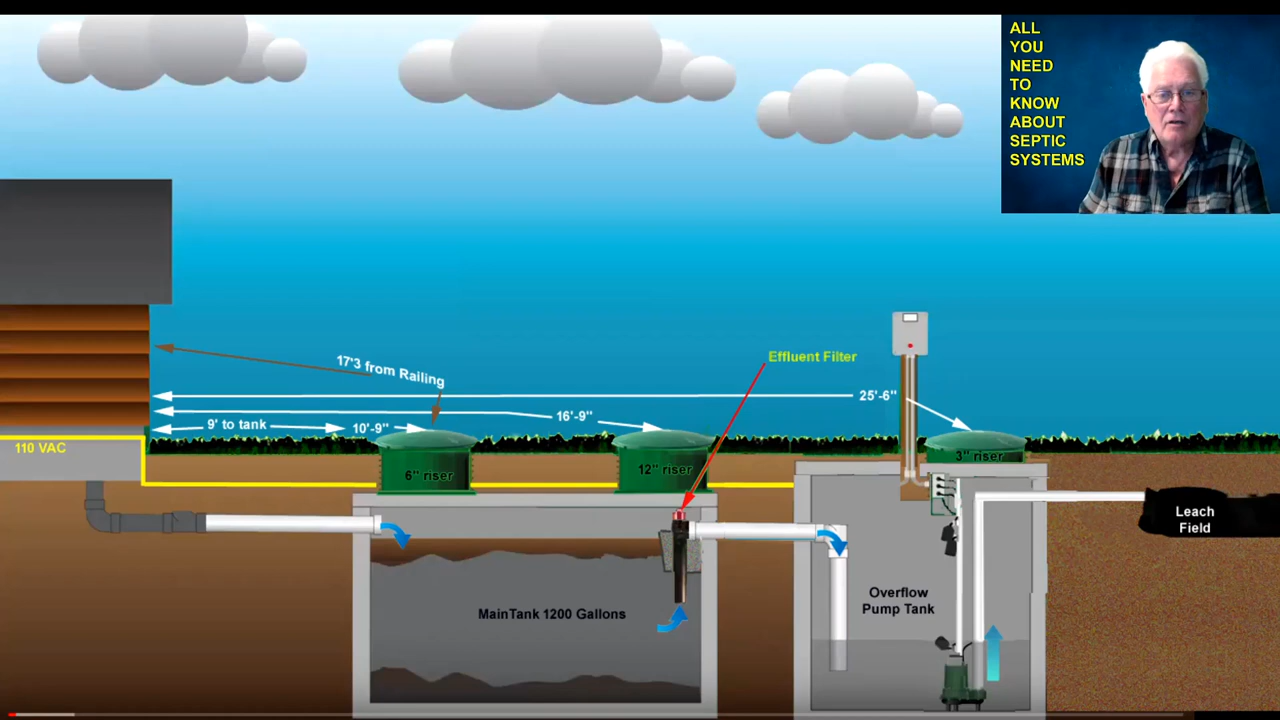 ALL
YOU
NEED
TO
KNOW
ABOUT
SEPTIC
SYSTEMS
Effluent Filter
17'3 from Railing
25'-6"
16'-9"
9' to tank
10'-9"
110 VAC
6" riser
12" riser
3" riser
Leach
Field
Overflow
Pump Tank
MainTank 1200 Gallons